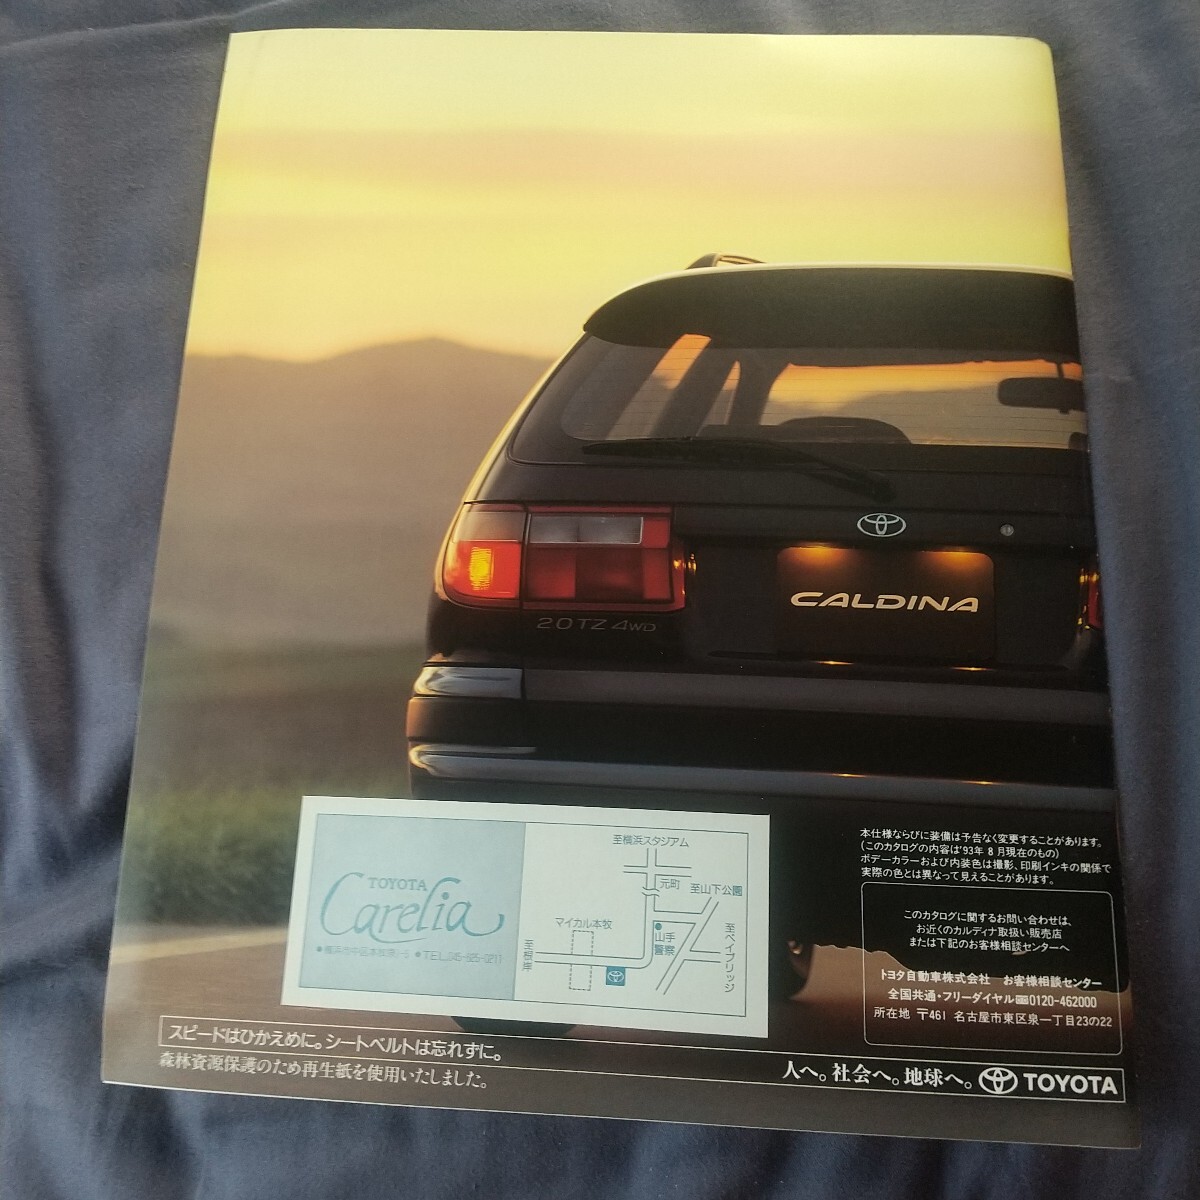 CALDINA
2.0 TZ 4WD
TOYOTA
Carelia
●TEL.045-625-0211
至横浜スタジアム
元町
至山下公園
マイカル本牧
山手
警察
至ベイブリッジ
至根岸
本仕様ならびに装備は予告なく変更することがあります。
(このカタログの内容は'93年8月現在のもの)
ボデーカラーおよび内装色は撮影、印刷インキの関係で
実際の色とは異なって見えることがあります。
このカタログに関するお問い合わせは、
お近くのカルディナ取扱い販売店
または下記のお客様相談センターへ
トヨタ自動車株式会社 お客様相談センター
全国共通・フリーダイヤル 0120-462000
所在地 〒461 名古屋市東区泉一丁目23の22
スピードはひかえめに。シートベルトは忘れずに。
森林資源保護のため再生紙を使用いたしました。
人へ。社会へ。地球へ。 TOYOTA